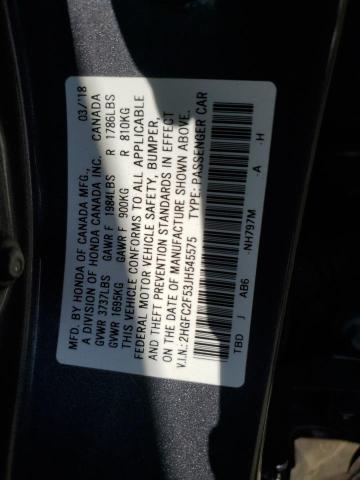 MFD. BY HONDA OF CANADA MFG., 03/'18
A DIVISION OF HONDA CANADA INC. CANADA
GVWR 3737LBS GAWR F 1984LBS R 1786LBS
GVWR 1695KG GAWR F 900KG R 810KG
THIS VEHICLE CONFORMS TO ALL APPLICABLE
FEDERAL MOTOR VEHICLE SAFETY, BUMPER,
AND THEFT PREVENTION STANDARDS IN EFFECT
ON THE DATE OF MANUFACTURE SHOWN ABOVE.
V.I.N.: 2HGFC2F53JH545575 TYPE: PASSENGER CAR
TBD J AB6 ·NH797M ·A ·H